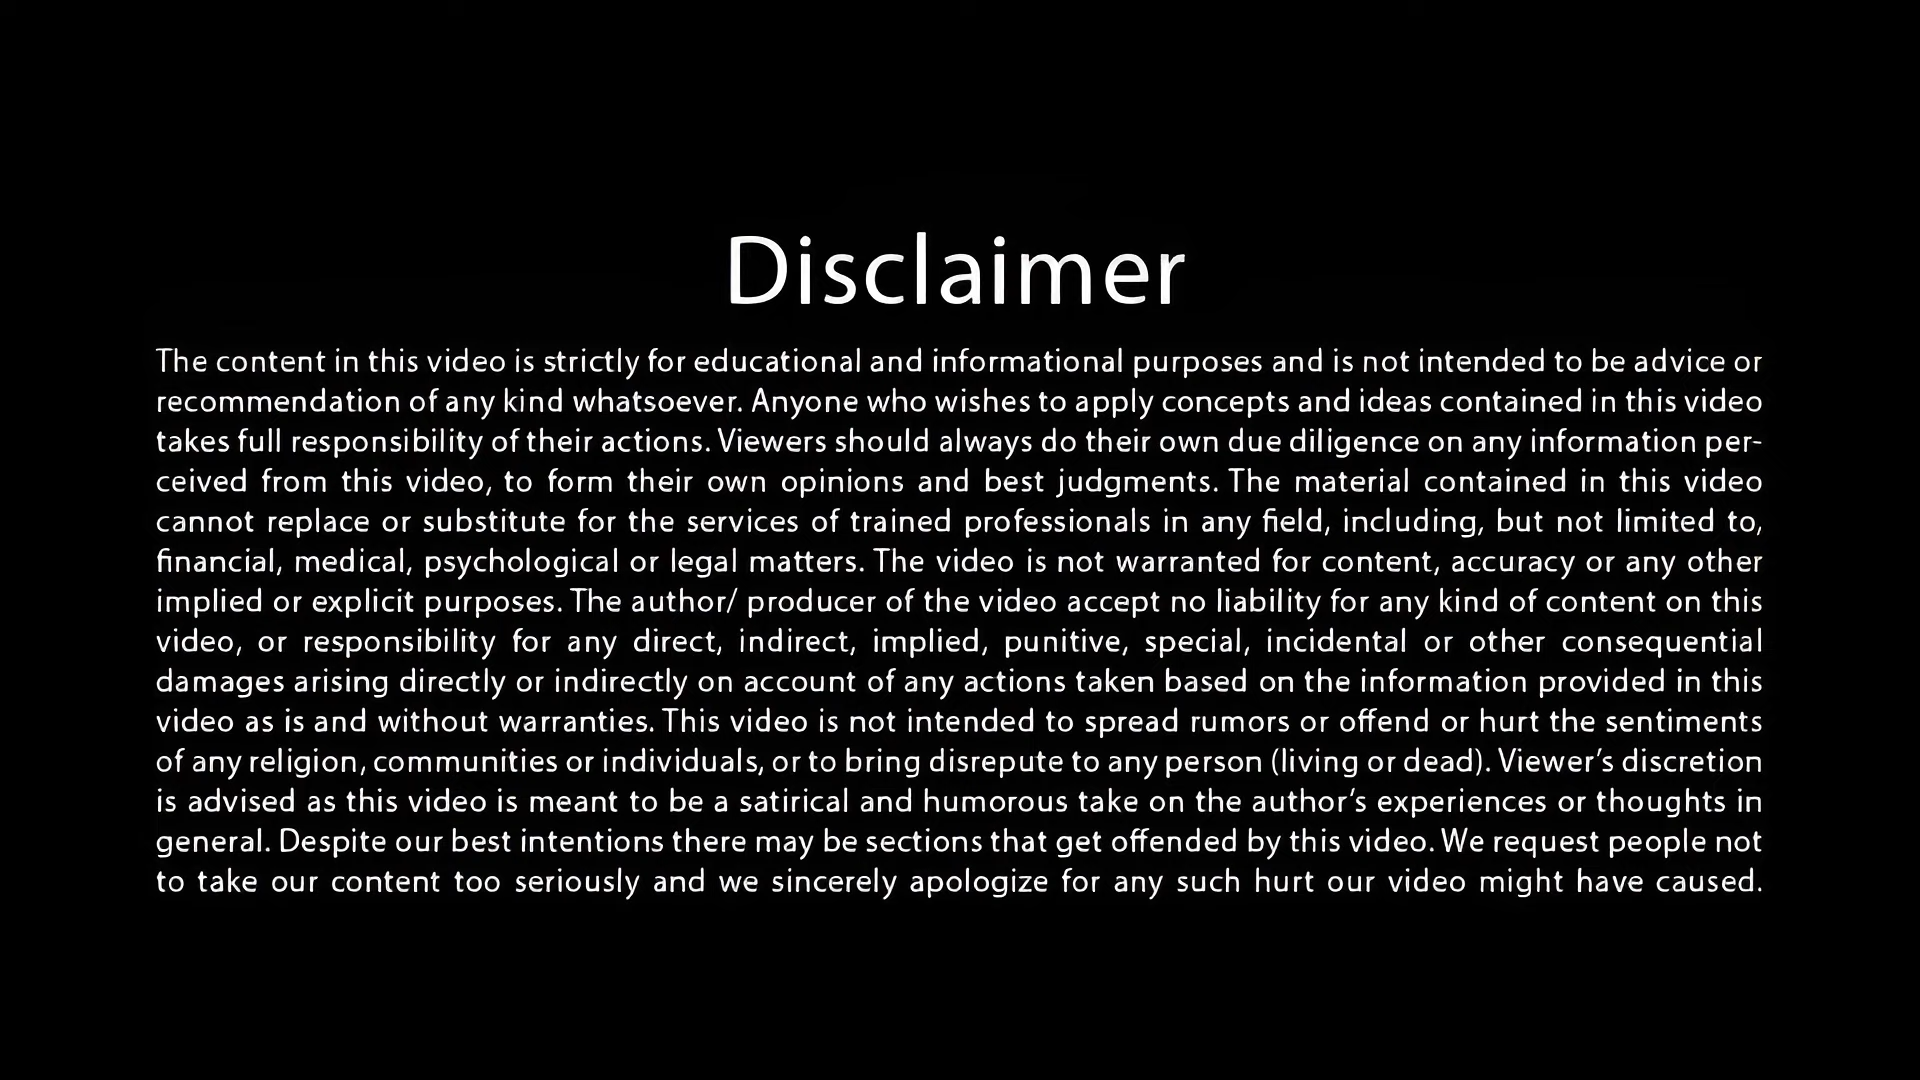 Disclaimer
The content in this video is strictly for educational and informational purposes and is not intended to be advice or
recommendation of any kind whatsoever. Anyone who wishes to apply concepts and ideas contained in this video
takes full responsibility of their actions. Viewers should always do their own due diligence on any information per-
ceived from this video, to form their own opinions and best judgments. The material contained in this video
cannot replace or substitute for the services of trained professionals in any field, including, but not limited to,
financial, medical, psychological or legal matters. The video is not warranted for content, accuracy or any other
implied or explicit purposes. The author/ producer of the video accept no liability for any kind of content on this
video, or responsibility for any direct, indirect, implied, punitive, special, incidental or other consequential
damages arising directly or indirectly on account of any actions taken based on the information provided in this
video as is and without warranties. This video is not intended to spread rumors or offend or hurt the sentiments
of any religion, communities or individuals, or to bring disrepute to any person (living or dead). Viewer’s discretion
is advised as this video is meant to be a satirical and humorous take on the author’s experiences or thoughts in
general. Despite our best intentions there may be sections that get offended by this video. We request people not
to take our content too seriously and we sincerely apologize for any such hurt our video might have caused.